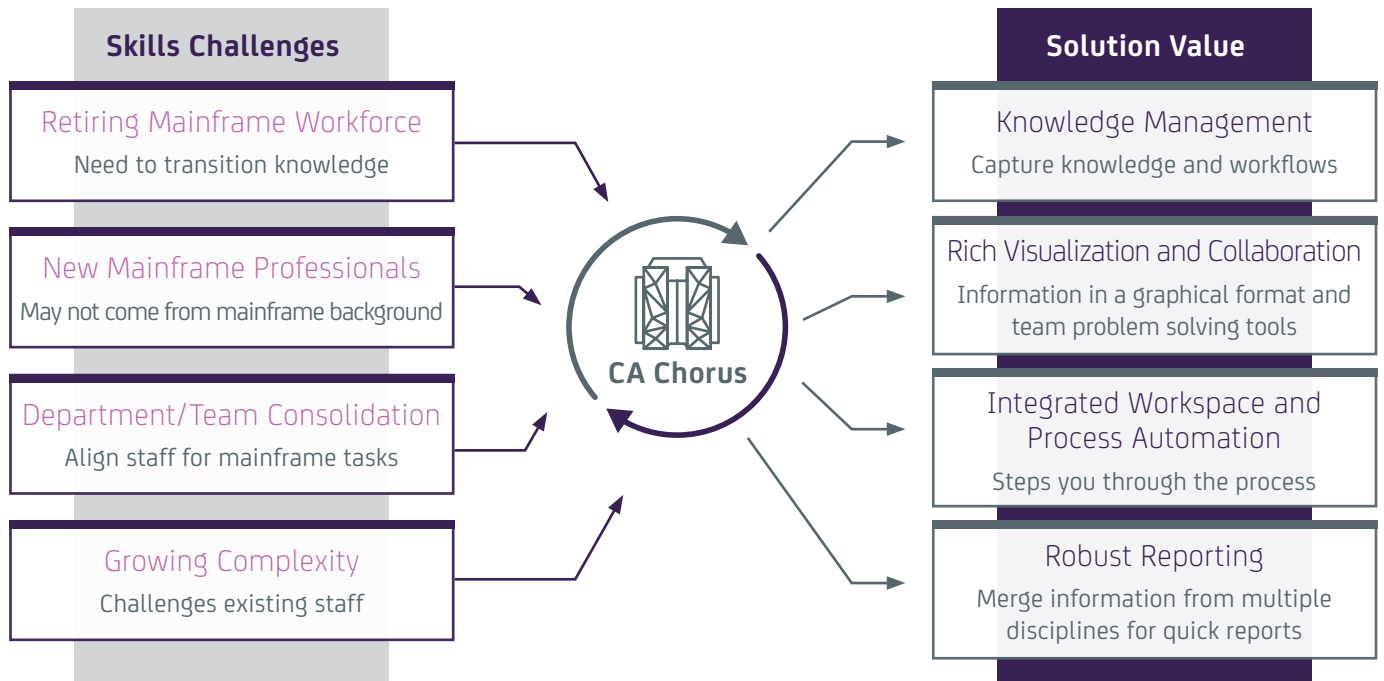 Skills Challenges
Retiring Mainframe Workforce
Need to transition knowledge
New Mainframe Professionals
May not come from mainframe background
Department/Team Consolidation
Align staff for mainframe tasks
Growing Complexity
Challenges existing staff
CA Chorus
Solution Value
Knowledge Management
Capture knowledge and workflows
Rich Visualization and Collaboration
Information in a graphical format and
team problem solving tools
Integrated Workspace and
Process Automation
Steps you through the process
Robust Reporting
Merge information from multiple
disciplines for quick reports